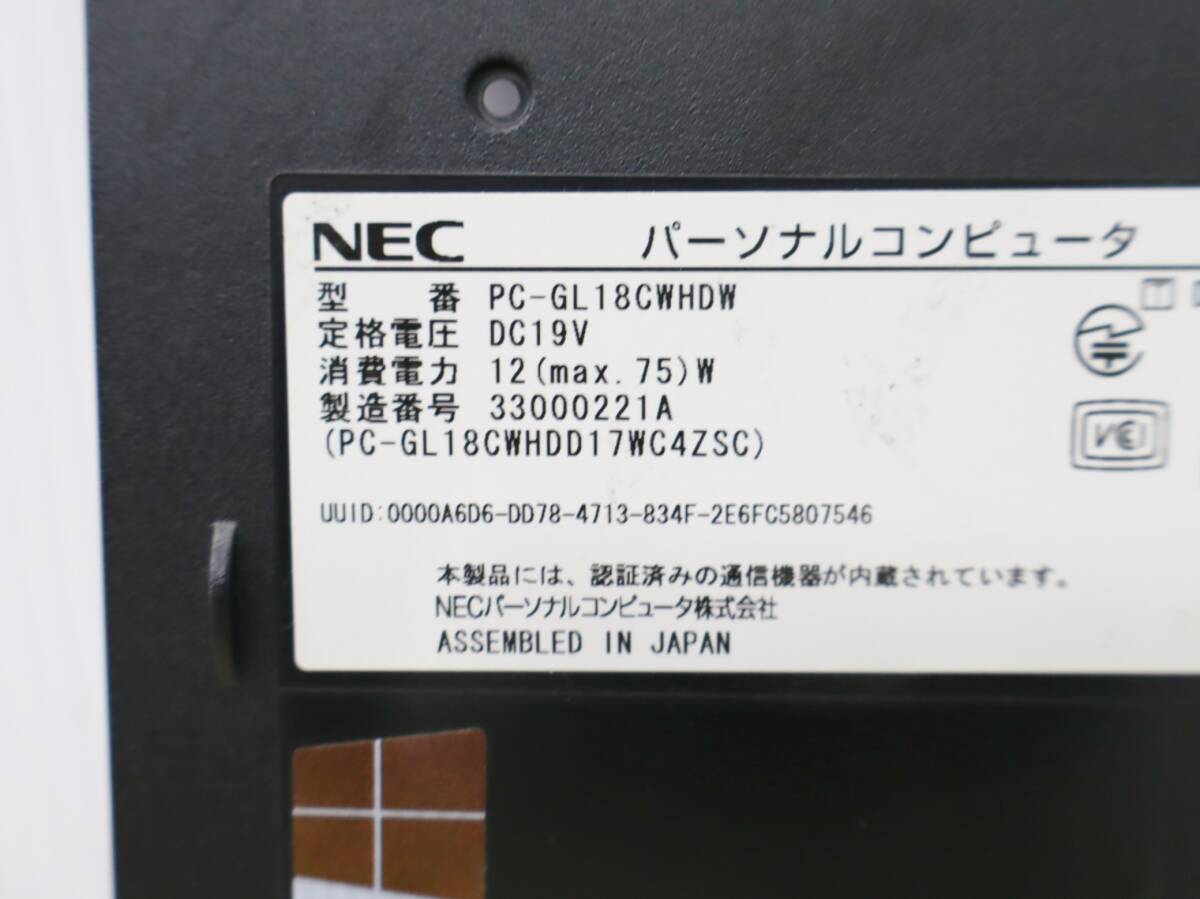 NEC パーソナルコンピュータ
型番 PC-GL18CWHDW
定格電圧 DC19V
消費電力 12(max.75)W
製造番号 33000221A
(PC-GL18CWHDD17WC4ZSC)
UUID:0000A6D6-DD78-4713-834F-2E6FC5807546
本製品には、認証済みの通信機器が内蔵されています。
NECパーソナルコンピュータ株式会社
ASSEMBLED IN JAPAN